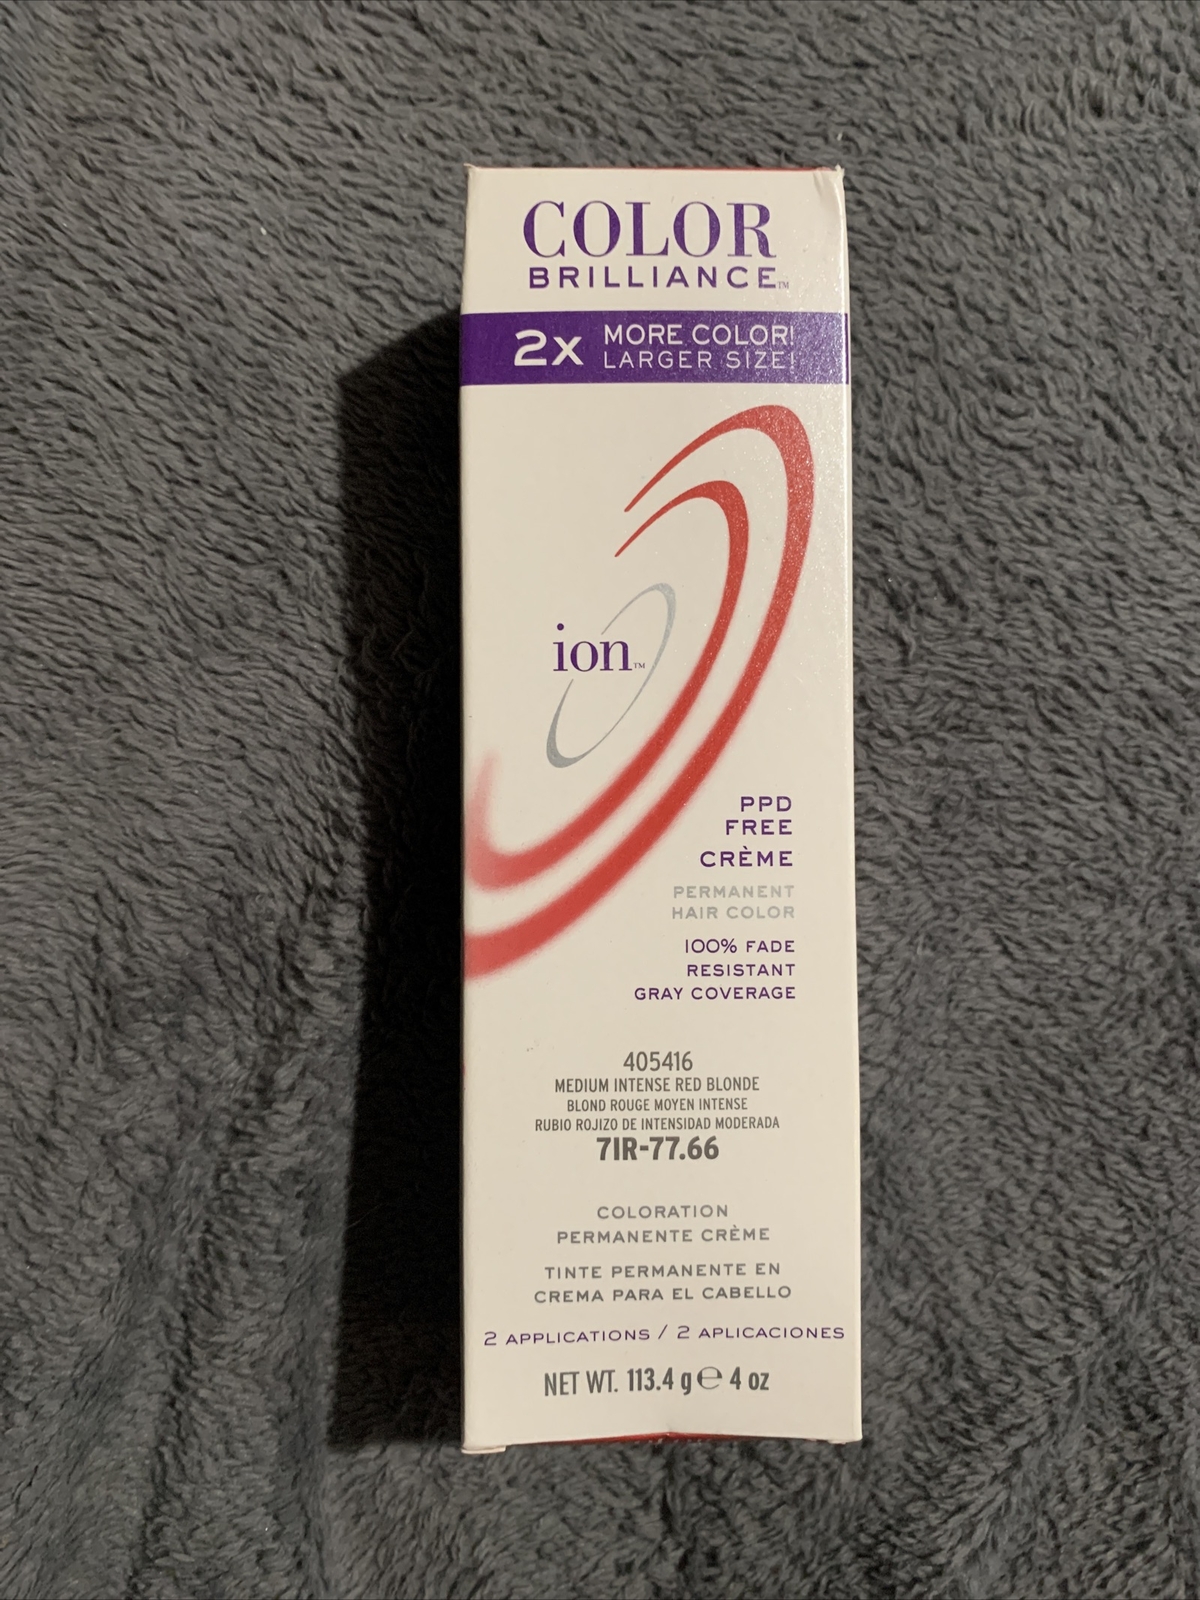 COLOR
BRILLIANCE™
2X MORE COLOR!
LARGER SIZE!
ion™
PPD
FREE
CRÈME
PERMANENT
HAIR COLOR
100% FADE
RESISTANT
GRAY COVERAGE
405416
MEDIUM INTENSE RED BLONDE
BLOND ROUGE MOYEN INTENSE
RUBIO ROJIZO DE INTENSIDAD MODERADA
7IR-77.66
COLORATION
PERMANENTE CRÈME
TINTE PERMANENTE EN
CREMA PARA EL CABELLO
2 APPLICATIONS / 2 APLICACIONES
NET WT. 113.4 g ℮ 4 oz